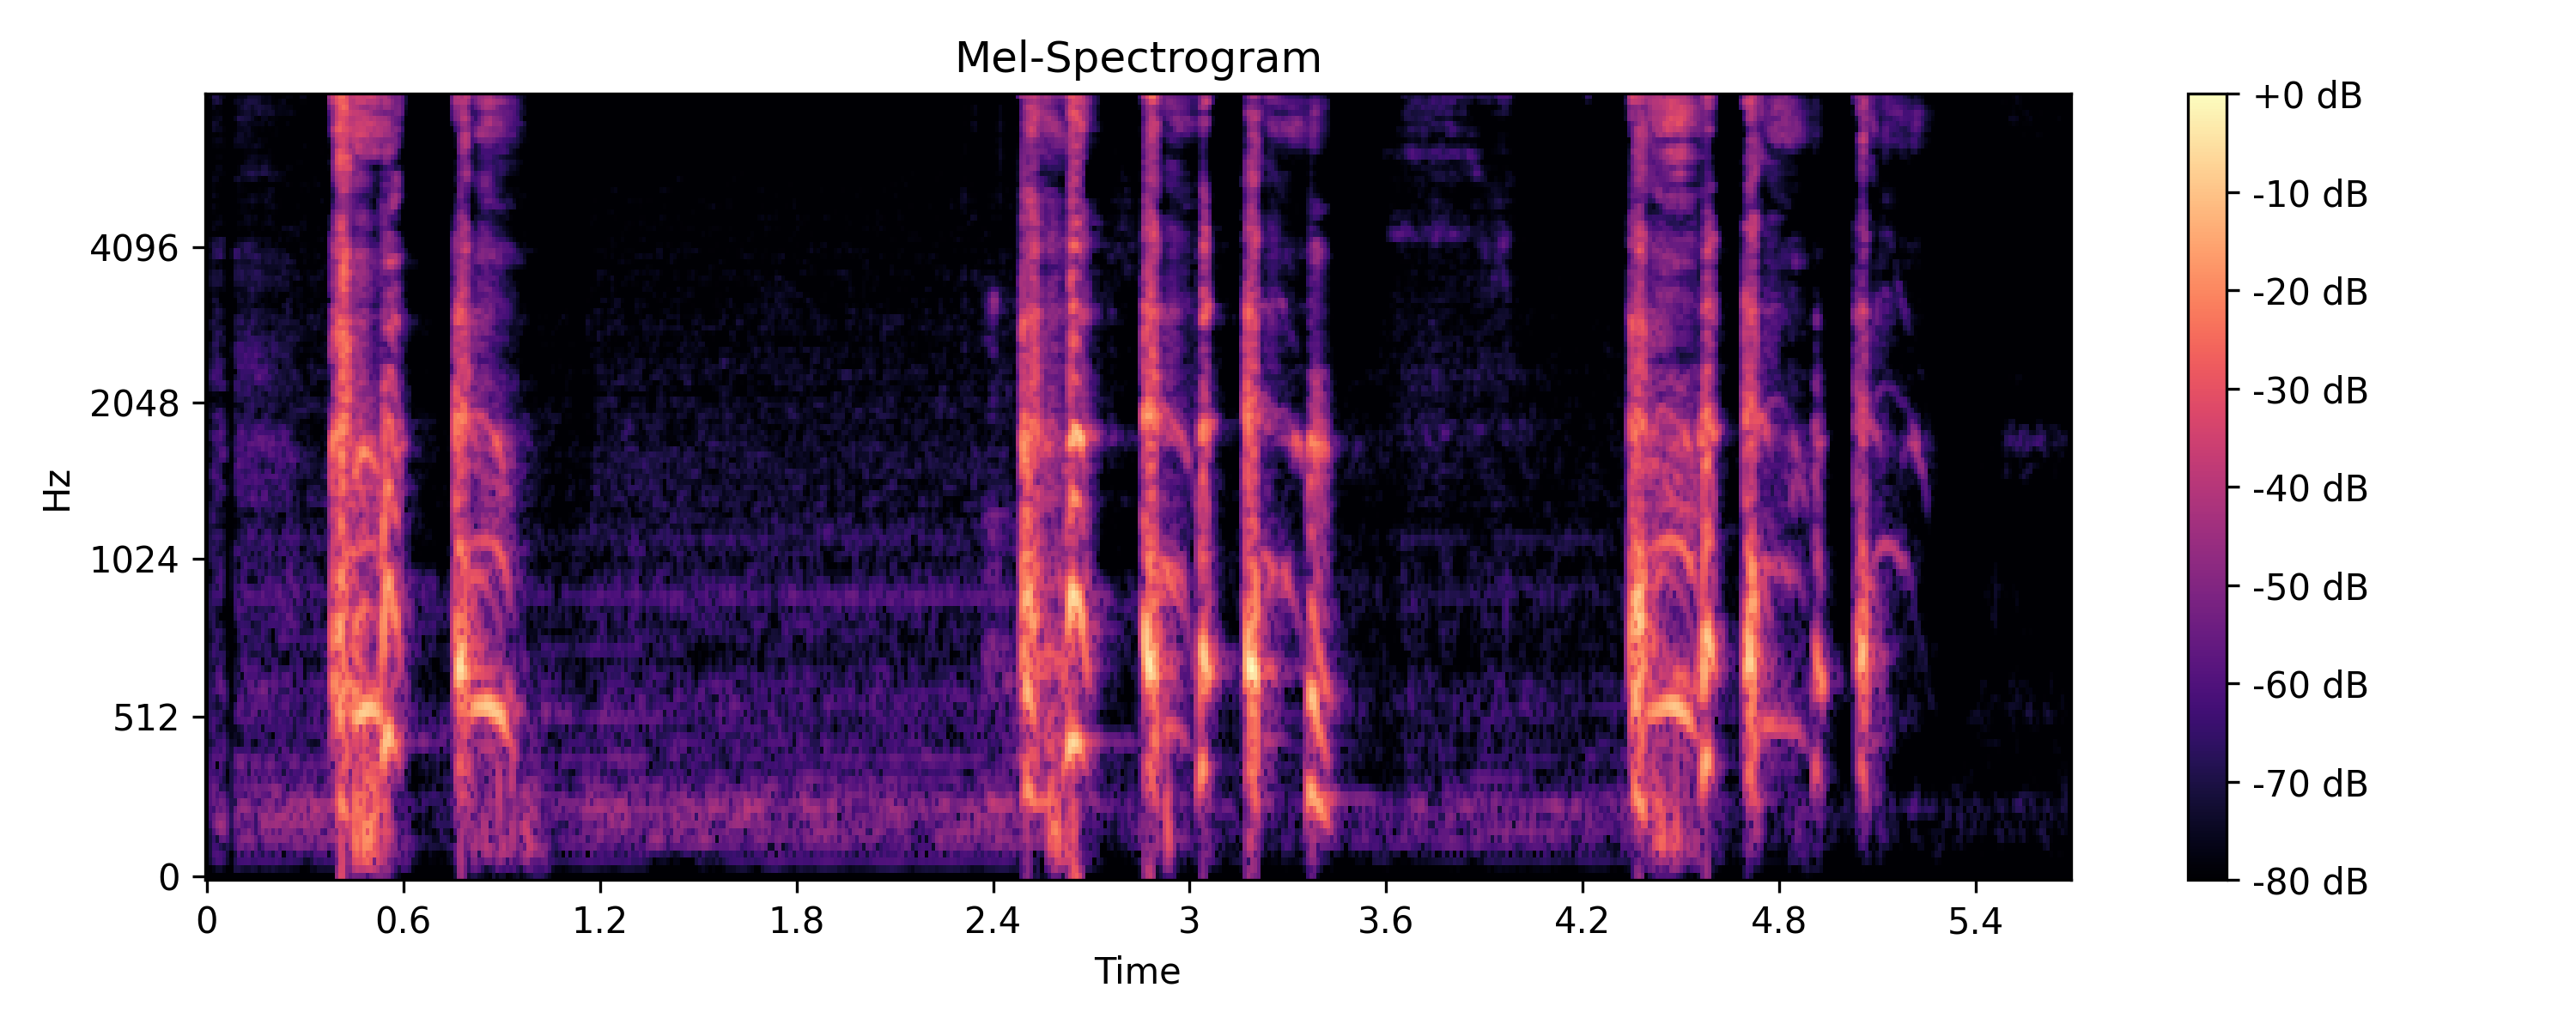 Mel-Spectrogram
+0 dB
-10 dB
-20 dB
-30 dB
-40 dB
-50 dB
-60 dB
-70 dB
-80 dB
Hz
4096
2048
1024
512
0
0 0.6 1.2 1.8 2.4 3 3.6 4.2 4.8 5.4
Time